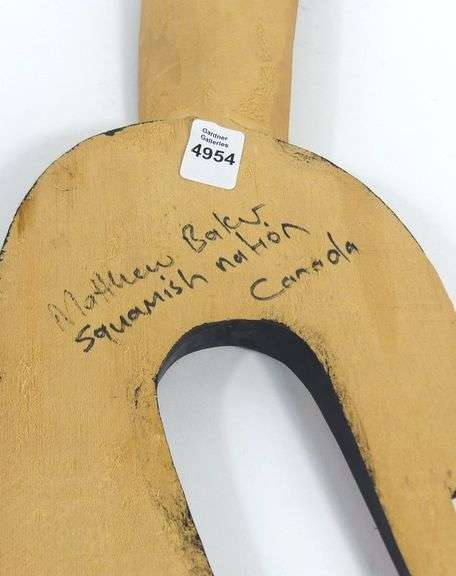 Gardner
Galleries
4954
Matthew Baker
Squamish nation
Canada